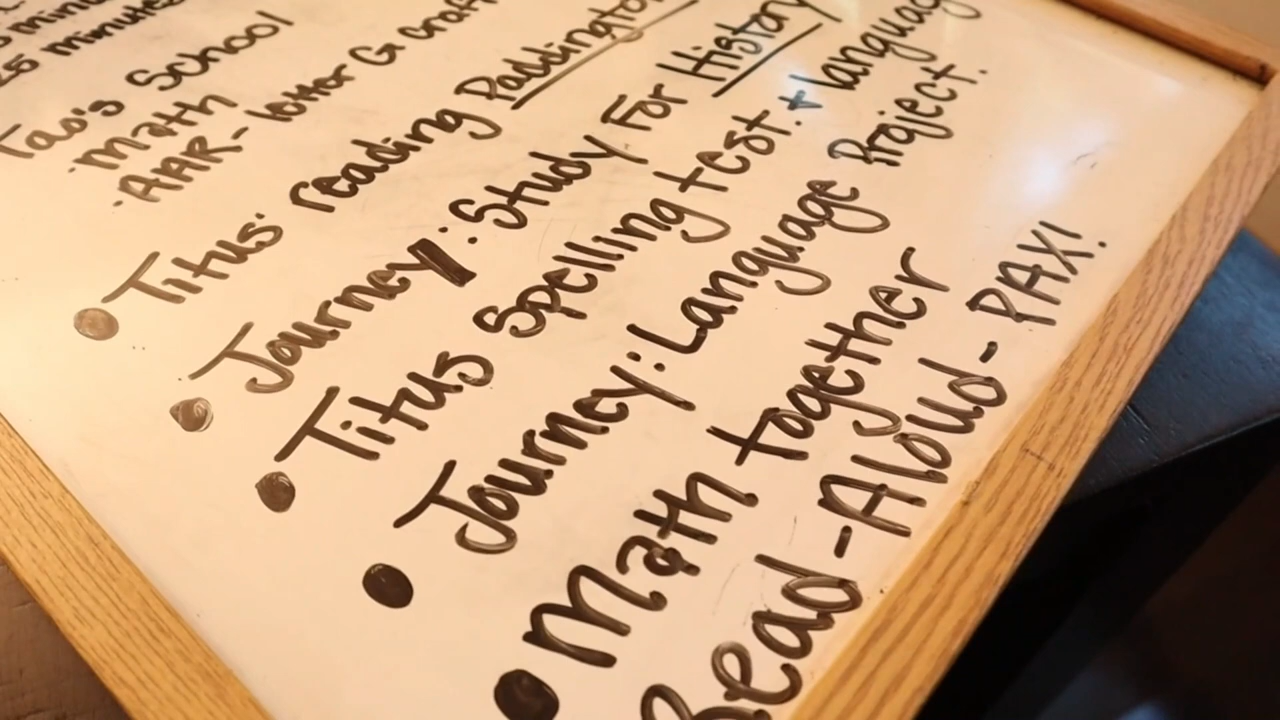 25 minutes
Tao's School
· Math
· AAR - letter G craft
• Titus: reading Paddington
• Journey: Study For History
• Titus Spelling test. + language
• Journey: Language Project.
• Math together
Read-Aloud - PAX!